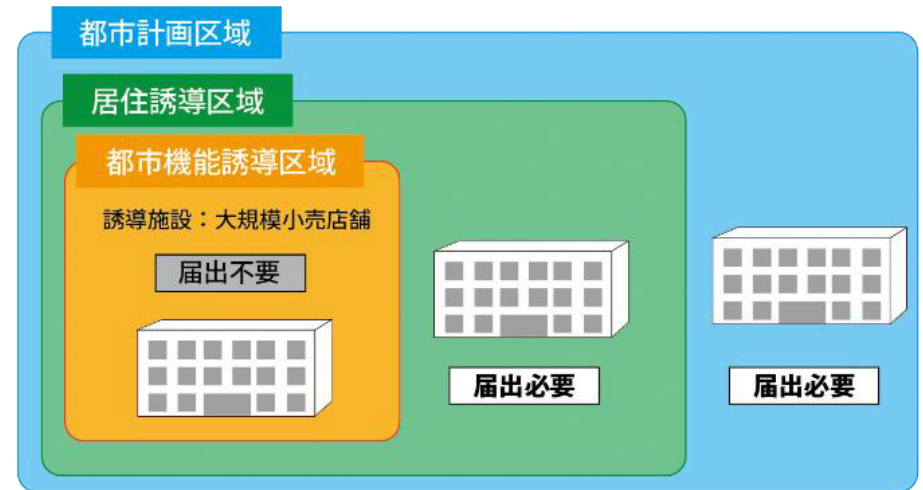 都市計画区域
居住誘導区域
都市機能誘導区域
誘導施設：大規模小売店舗
届出不要
届出必要
届出必要